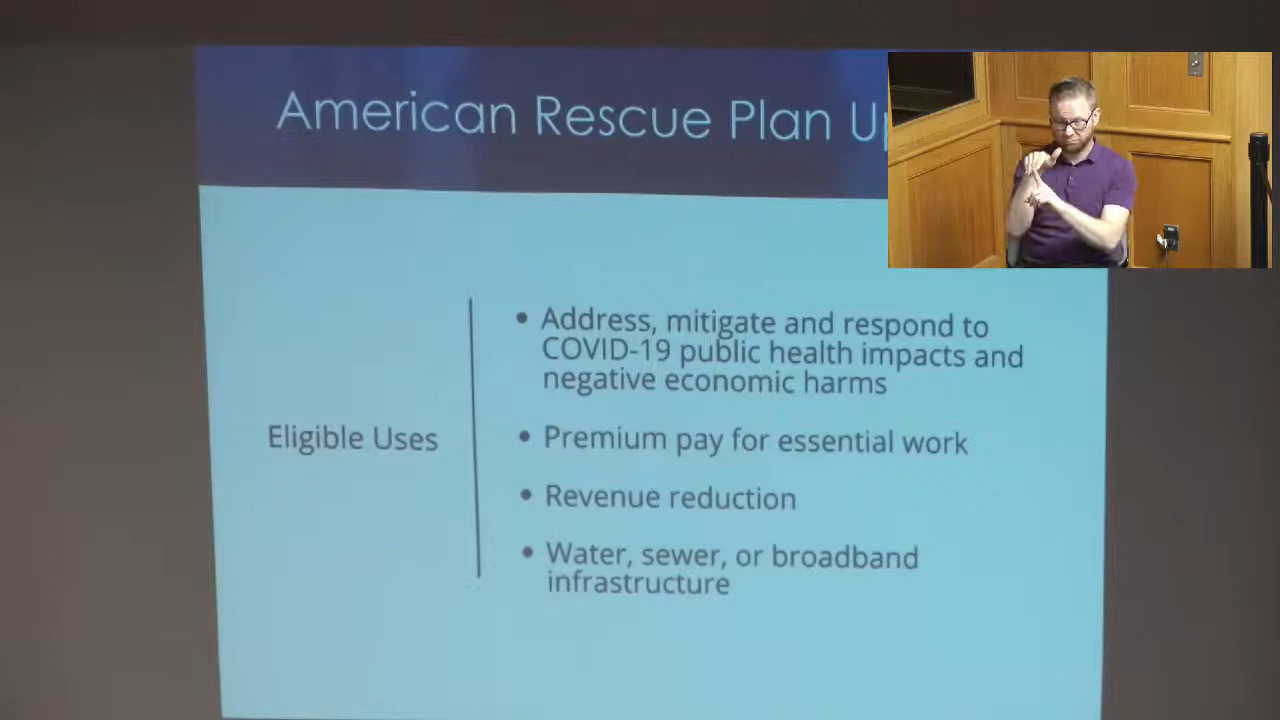 American Rescue Plan
Address, mitigate and respond to
COVID-19 public health impacts and
negative economic harms
Eligible Uses
Premium pay for essential work
Revenue reduction
Water, sewer, or broadband
infrastructure